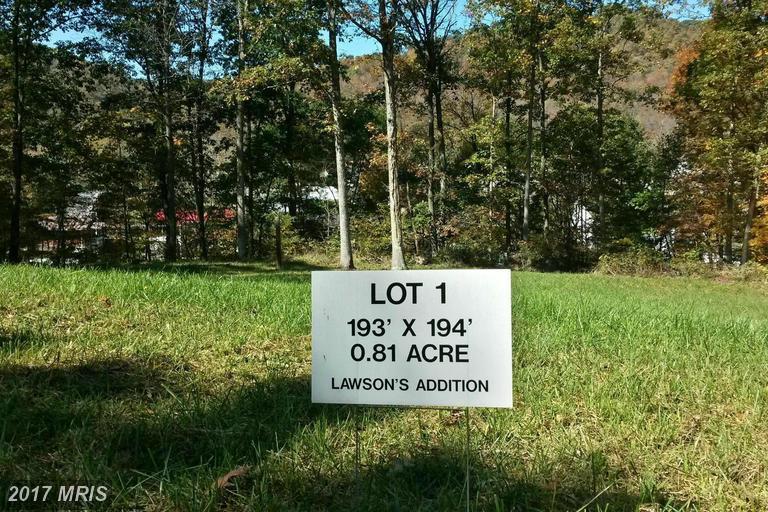 LOT 1
193' X 194'
0.81 ACRE
LAWSON'S ADDITION
2017 MRIS